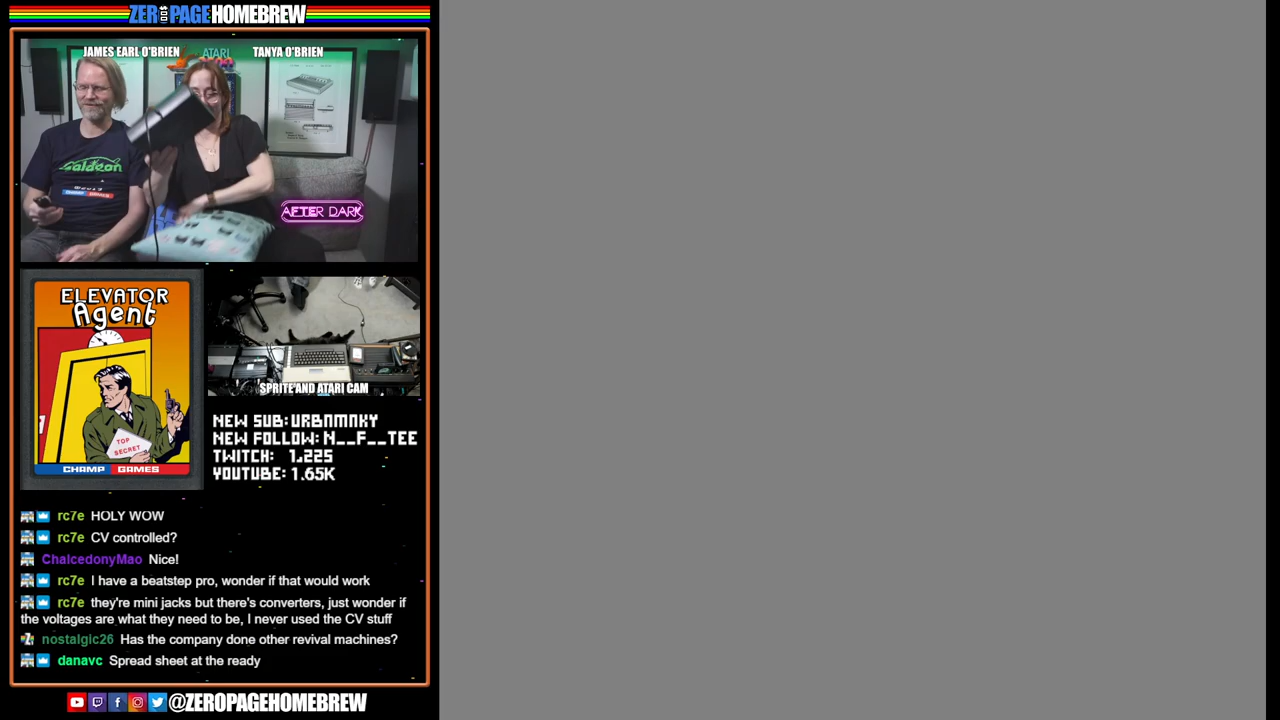 ZER PAGE HOMEBREW
JAMES EARL O'BRIEN
ATARI
TANYA O'BRIEN
Galagon
CHAMP GAMES
AFTER DARK
ELEVATOR
Agent
TOP
SECRET
CHAMP GAMES
SPRITE AND ATARI CAM
NEW SUB: URBNMNKY
NEW FOLLOW: N__F__TEE
TWITCH: 1,225
YOUTUBE: 1.65K
rc7e HOLY WOW
rc7e CV controlled?
ChalcedonyMao Nice!
rc7e I have a beatstep pro, wonder if that would work
rc7e they're mini jacks but there's converters, just wonder if
the voltages are what they need to be, I never used the CV stuff
nostalgic26 Has the company done other revival machines?
danavc Spread sheet at the ready
@ZEROPAGEHOMEBREW